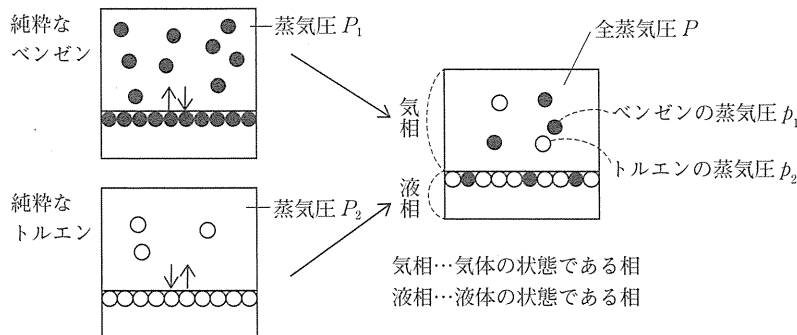 純粋な
ベンゼン
蒸気圧 P₁
純粋な
トルエン
蒸気圧 P₂
全蒸気圧 P
気相
ベンゼンの蒸気圧 p₁
トルエンの蒸気圧 p₂
液相
気相…気体の状態である相
液相…液体の状態である相